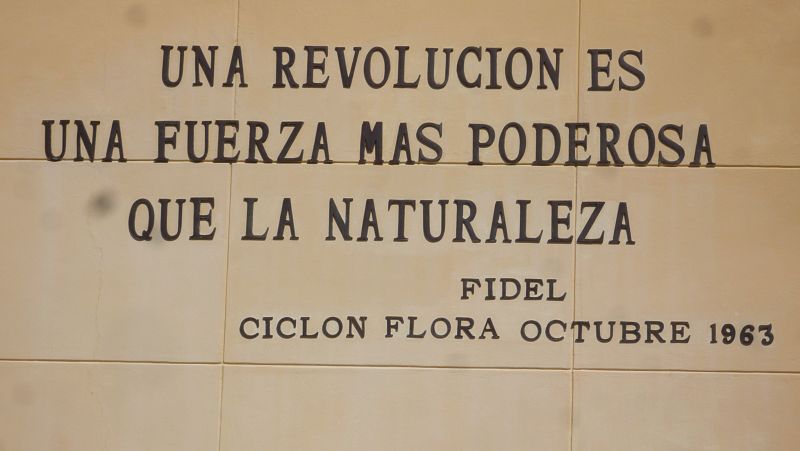 UNA REVOLUCION ES
UNA FUERZA MAS PODEROSA
QUE LA NATURALEZA
FIDEL
CICLON FLORA OCTUBRE 1963